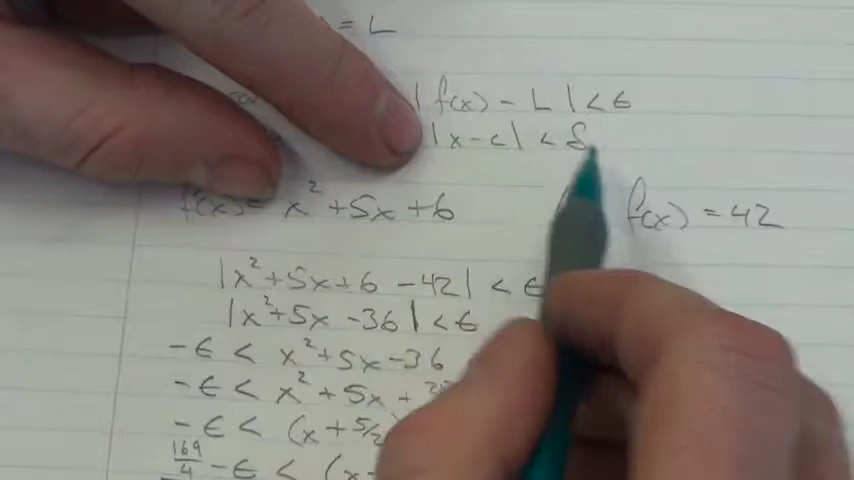 = L
|f(x) - L| < ϵ
|x - c| < δ
f(x) = x² + 5x + 6
f(x) = 42
|x² + 5x + 6 - 42| < ϵ
|x² + 5x - 36| < ϵ
-ϵ < x² + 5x - 36
-ϵ < x² + 5x +
-ϵ < (x + 5/2)
169/4 - ϵ < (x